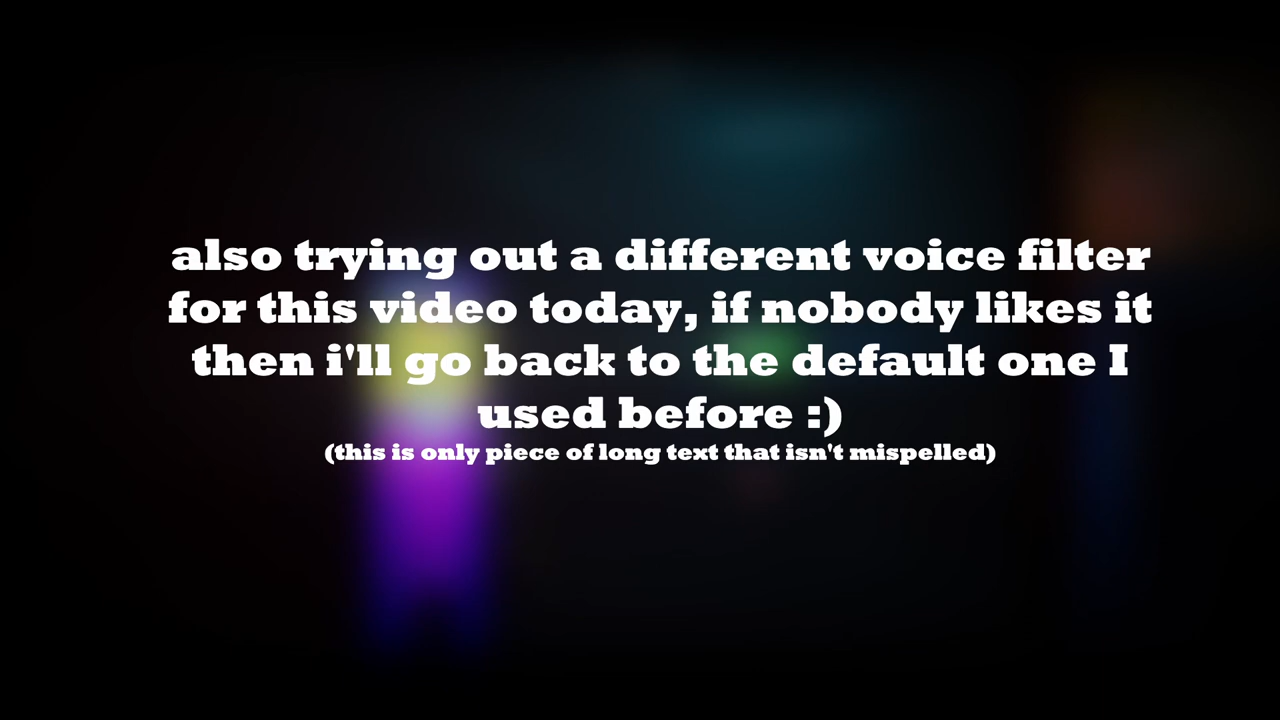 also trying out a different voice filter
for this video today, if nobody likes it
then i'll go back to the default one I
used before :)
(this is only piece of long text that isn't mispelled)